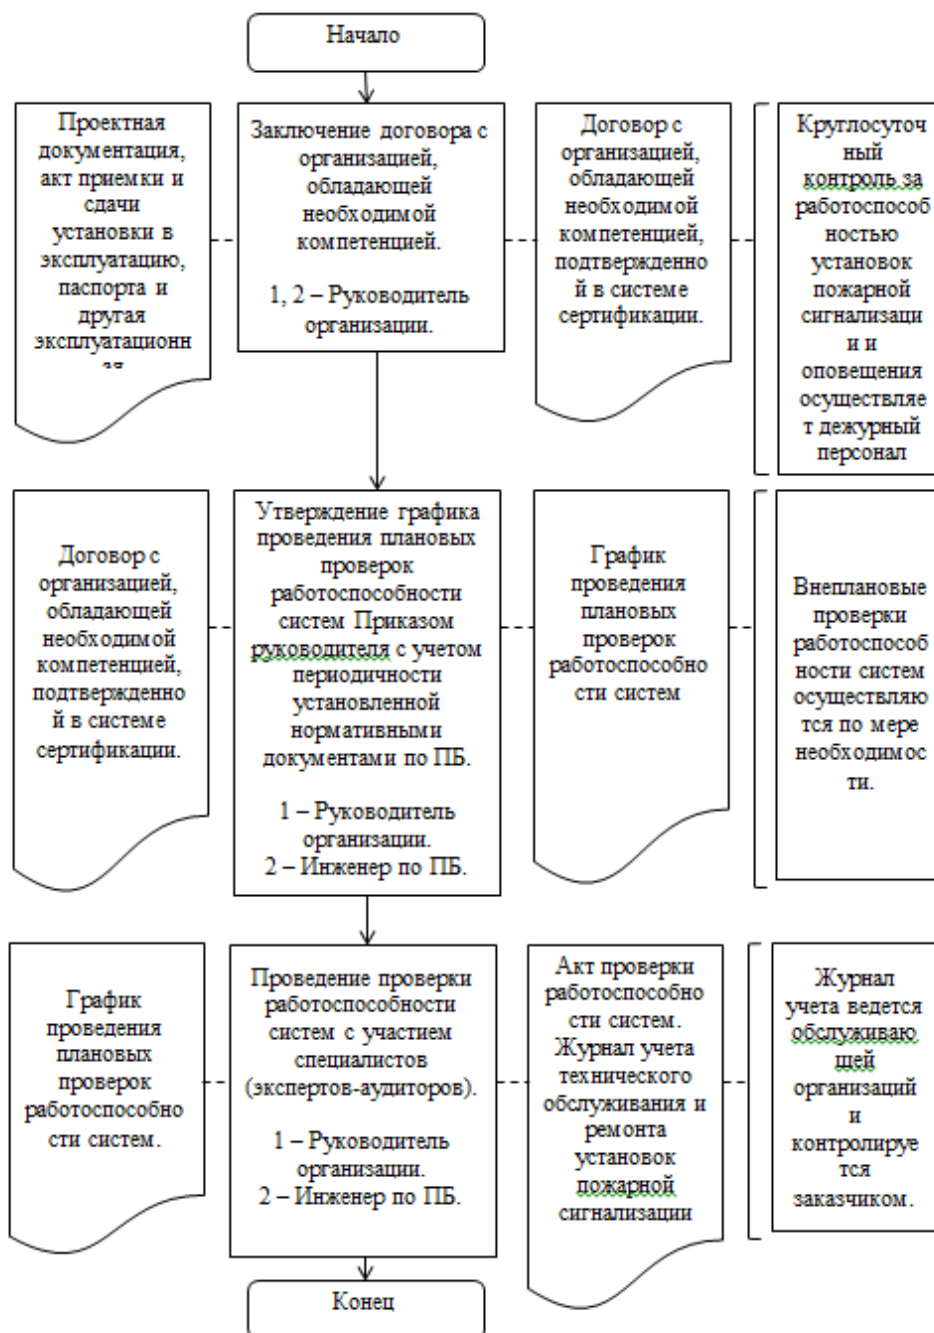 Начало
Проектная
документация,
акт приемки и
сдачи
установки в
эксплуатацию,
паспорта и
другая
эксплуатационн
ая
Заключение договора с
организацией,
обладающей
необходимой
компетенцией.
1, 2 – Руководитель
организации.
Договор с
организацией,
обладающей
необходимой
компетенцией,
подтвержденно
й в системе
сертификации.
Круглосуточ
ный
контроль за
работоспособ
ностью
установок
пожарной
сигнализаци
и и
оповещения
осуществляе
т дежурный
персонал
Договор с
организацией,
обладающей
необходимой
компетенцией,
подтвержденно
й в системе
сертификации.
Утверждение графика
проведения плановых
проверок
работоспособности
систем Приказом
руководителя с учетом
периодичности
установленной
нормативными
документами по ПБ.
1 – Руководитель
организации.
2 – Инженер по ПБ.
График
проведения
плановых
проверок
работоспособно
сти систем
Внеплановые
проверки
работоспособ
ности систем
осуществляю
тся по мере
необходимос
ти.
График
проведения
плановых
проверок
работоспособно
сти систем.
Проведение проверки
работоспособности
систем с участием
специалистов
(экспертов-аудиторов).
1 – Руководитель
организации.
2 – Инженер по ПБ.
Акт проверки
работоспособно
сти систем.
Журнал учета
технического
обслуживания и
ремонта
установок
пожарной
сигнализации
Журнал
учета ведется
обслуживаю
щей
организаций
и
контролируе
тся
заказчиком.
Конец